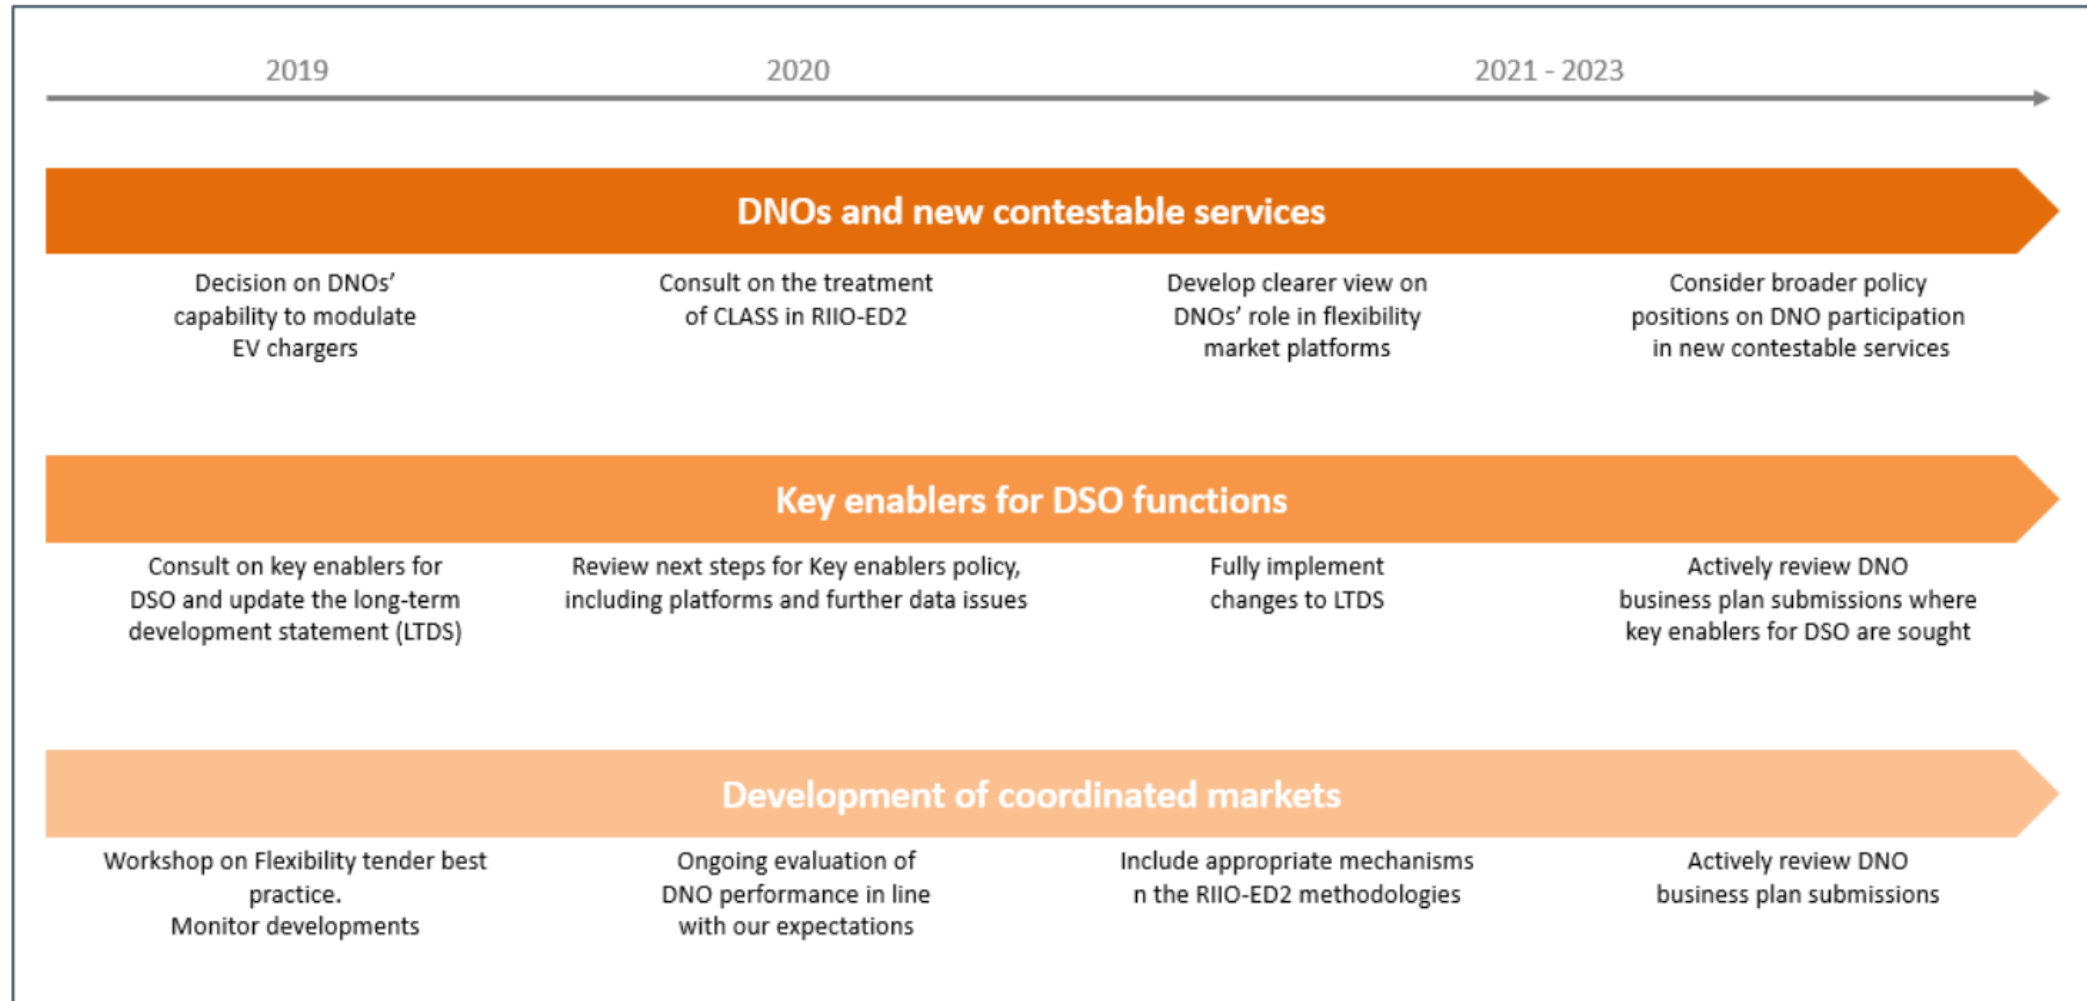 2019
2020
2021 - 2023
DNOs and new contestable services
Decision on DNOs’
capability to modulate
EV chargers
Consult on the treatment
of CLASS in RIIO-ED2
Develop clearer view on
DNOs’ role in flexibility
market platforms
Consider broader policy
positions on DNO participation
in new contestable services
Key enablers for DSO functions
Consult on key enablers for
DSO and update the long-term
development statement (LTDS)
Review next steps for Key enablers policy,
including platforms and further data issues
Fully implement
changes to LTDS
Actively review DNO
business plan submissions where
key enablers for DSO are sought
Development of coordinated markets
Workshop on Flexibility tender best
practice.
Monitor developments
Ongoing evaluation of
DNO performance in line
with our expectations
Include appropriate mechanisms
n the RIIO-ED2 methodologies
Actively review DNO
business plan submissions